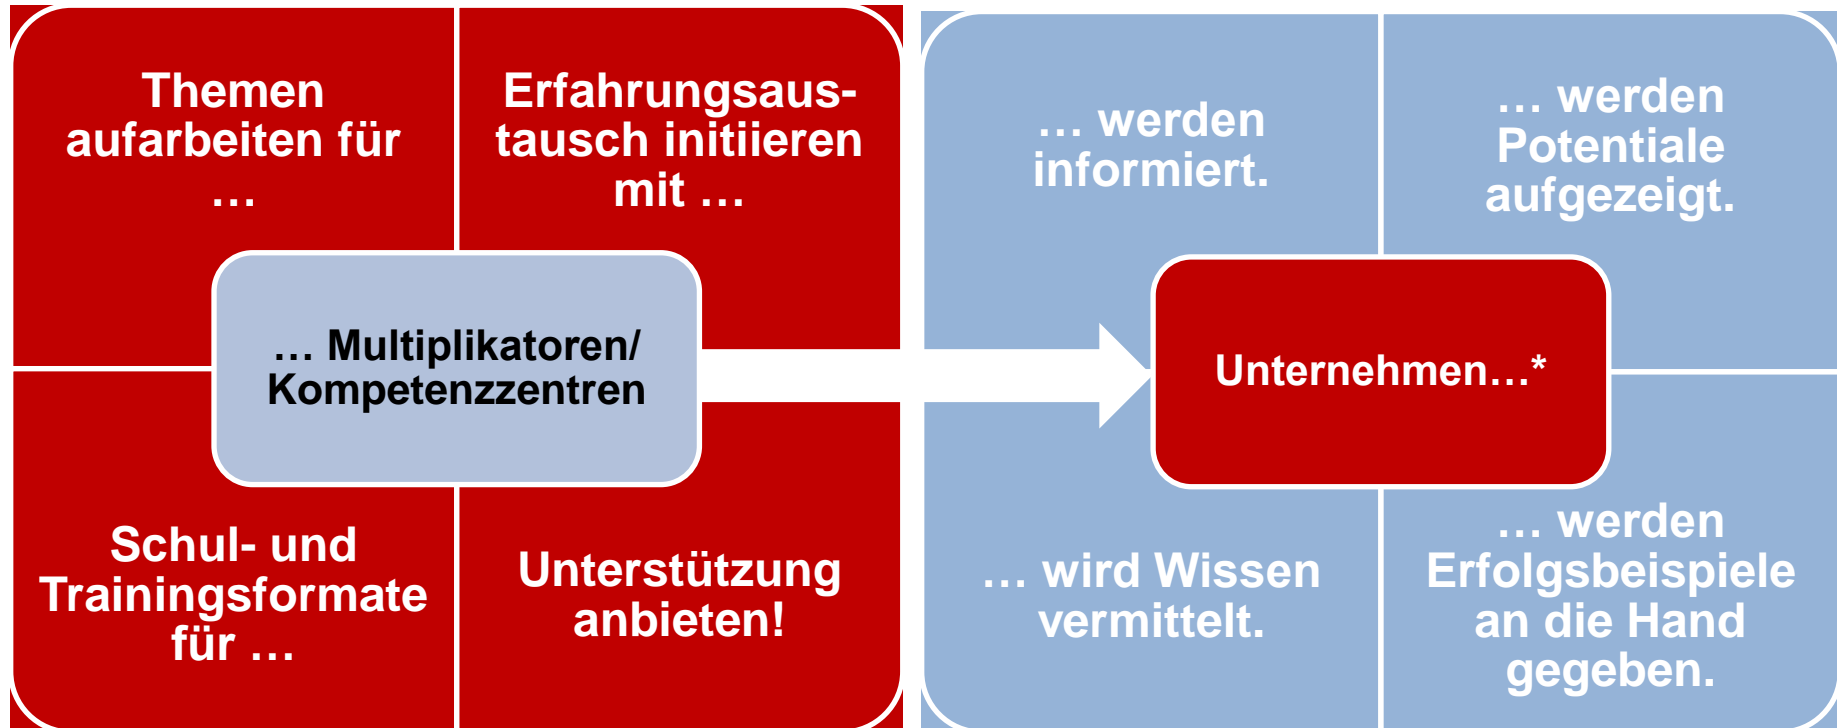 Themen
aufarbeiten für
…
Erfahrungsaus-
tausch initiieren
mit …
… Multiplikatoren/
Kompetenzzentren
Schul- und
Trainingsformate
für …
Unterstützung
anbieten!
… werden
informiert.
… werden
Potentiale
aufgezeigt.
Unternehmen…*
… wird Wissen
vermittelt.
… werden
Erfolgsbeispiele
an die Hand
gegeben.